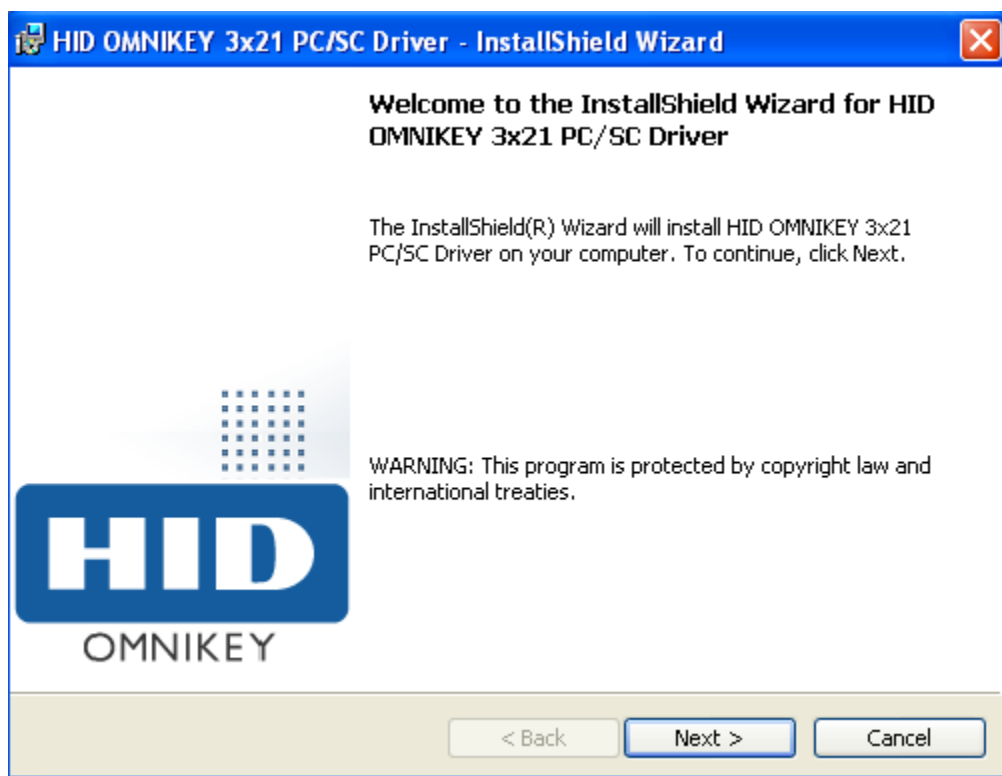 HID OMNIKEY 3x21 PC/SC Driver - InstallShield Wizard
Welcome to the InstallShield Wizard for HID
OMNIKEY 3x21 PC/SC Driver
The InstallShield(R) Wizard will install HID OMNIKEY 3x21
PC/SC Driver on your computer. To continue, click Next.
WARNING: This program is protected by copyright law and
international treaties.
HID
OMNIKEY
< Back
Next >
Cancel